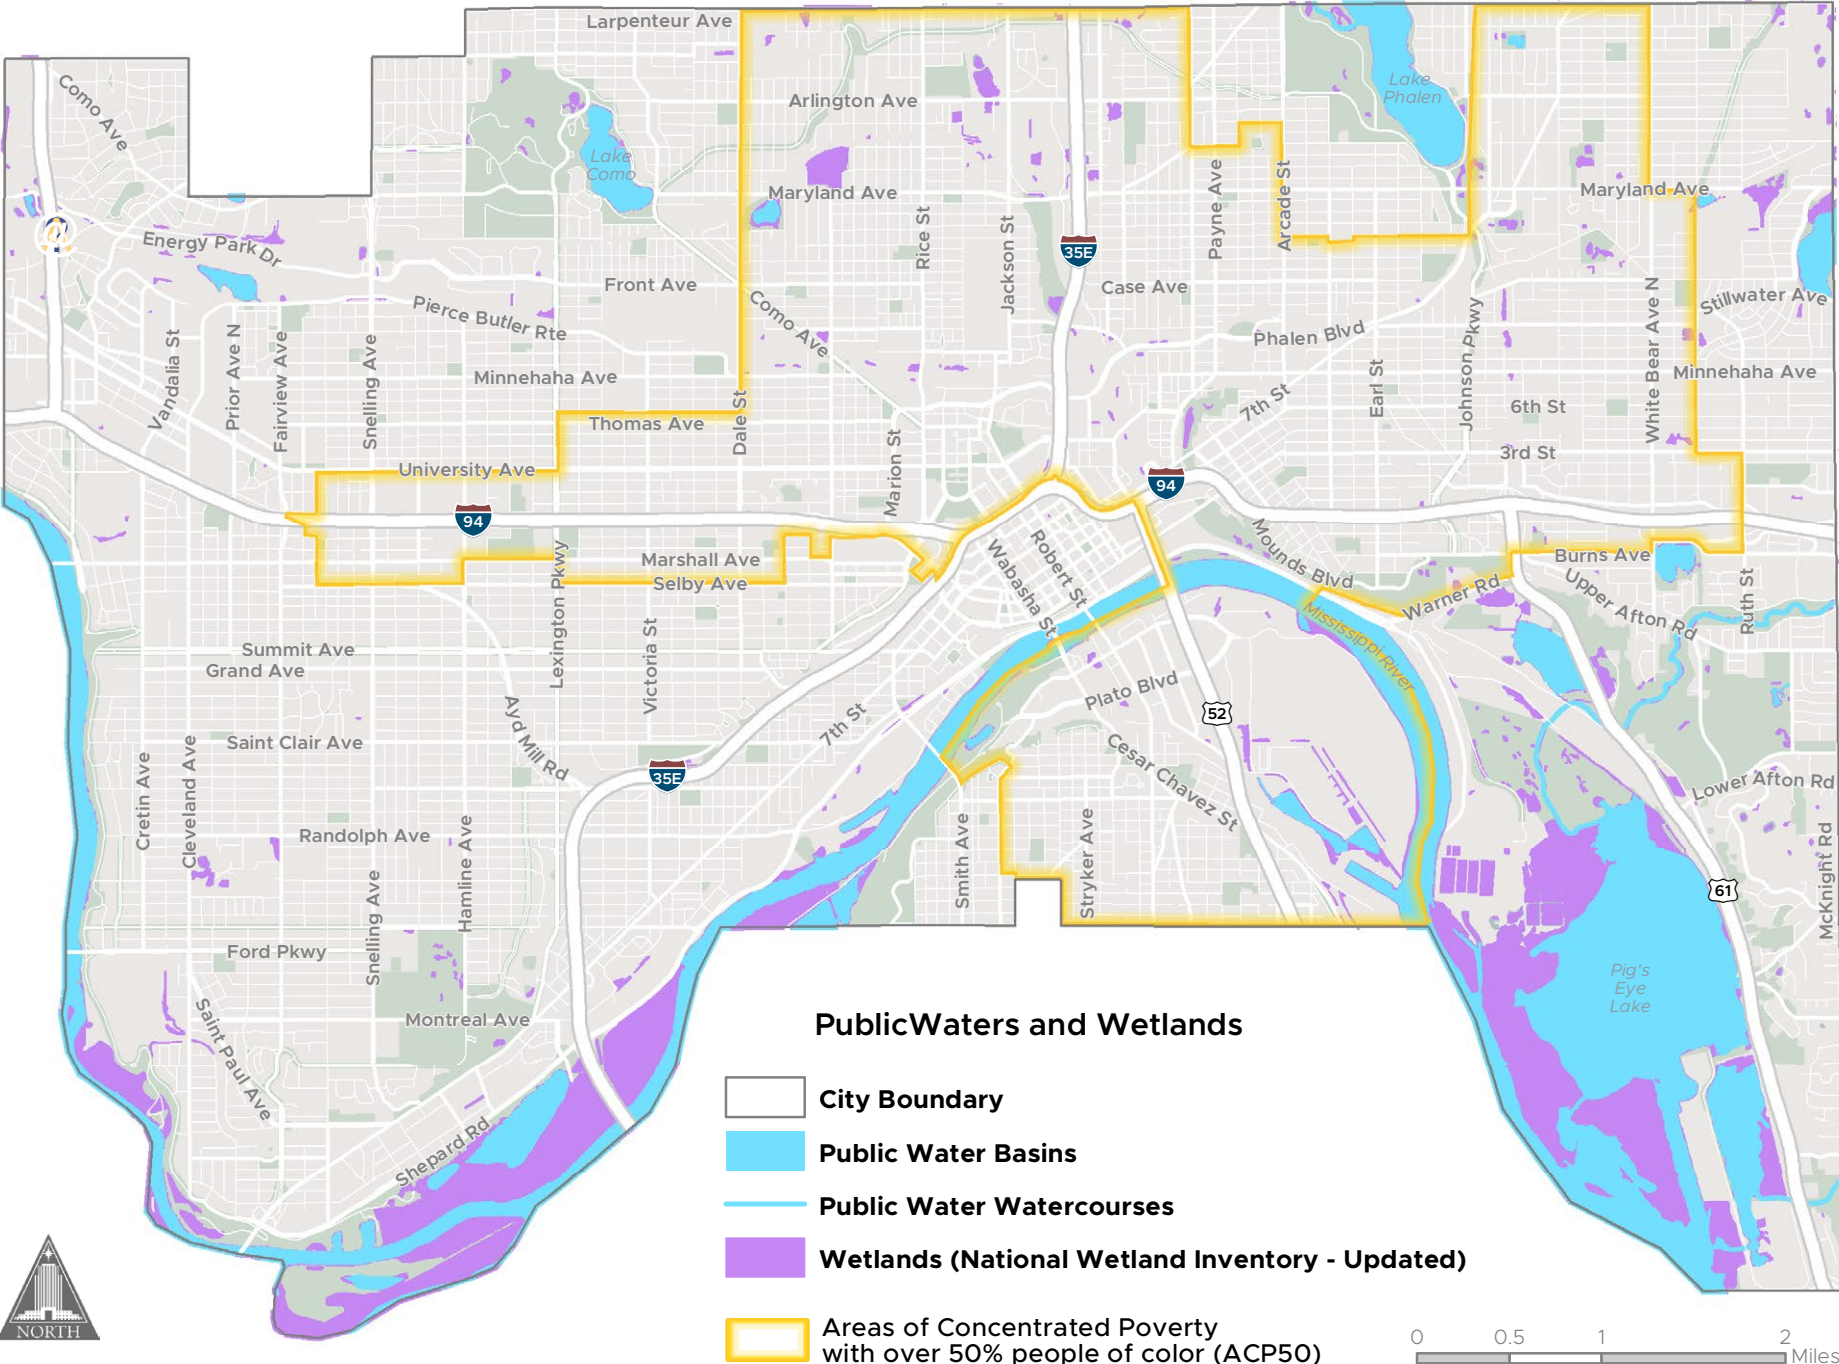 Larpenteur Ave
Como Ave
Arlington Ave
Lake
Phalen
Lake
Como
Maryland Ave
Maryland Ave
Energy Park Dr
Rice St
Jackson St
35E
Payne Ave
Arcade St
Front Ave
Case Ave
Como Ave
Stillwater Ave
Pierce Butler Rte
Phalen Blvd
Vandalia St
Prior Ave N
Fairview Ave
Snelling Ave
Minnehaha Ave
Johnson Pkwy
White Bear Ave N
Minnehaha Ave
Earl St
7th St
6th St
Thomas Ave
Dale St
Marion St
3rd St
University Ave
94
94
Marshall Ave
Selby Ave
Lexington Pkwy
Robert St
Wabasha St
Mounds Blvd
Burns Ave
Warner Rd
Upper Afton Rd
Ruth St
Mississippi River
Summit Ave
Grand Ave
Victoria St
Ayd Mill Rd
Plato Blvd
52
7th St
Saint Clair Ave
35E
Cesar Chavez St
Lower Afton Rd
Cretin Ave
Cleveland Ave
Randolph Ave
Hamline Ave
Snelling Ave
Smith Ave
Stryker Ave
61
McKnight Rd
Ford Pkwy
Pig's
Eye
Lake
Saint Paul Ave
Montreal Ave
Shepard Rd
PublicWaters and Wetlands
City Boundary
Public Water Basins
Public Water Watercourses
Wetlands (National Wetland Inventory - Updated)
Areas of Concentrated Poverty
with over 50% people of color (ACP50)
NORTH
0 0.5 1 2
Miles